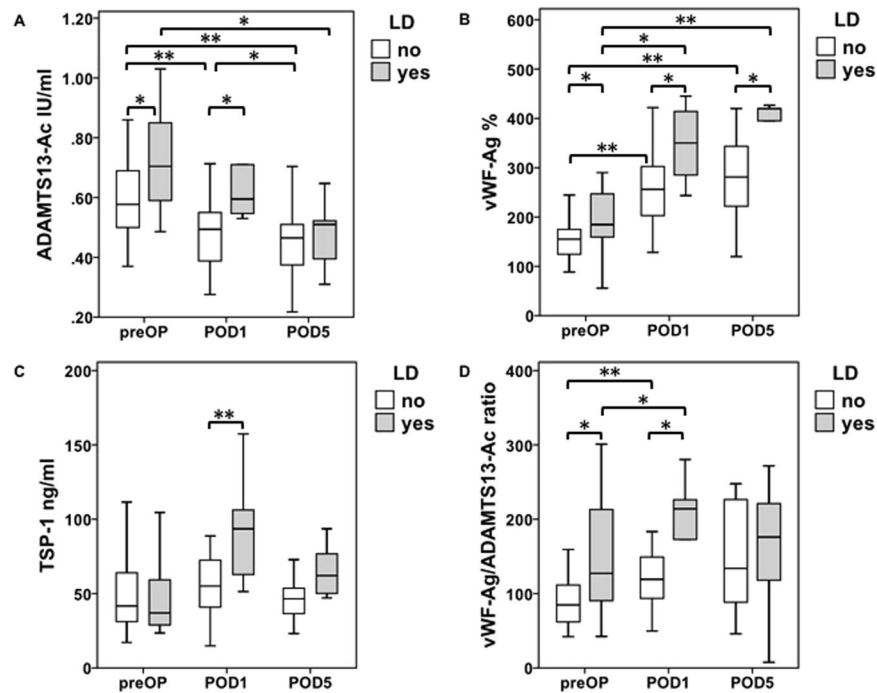 A
ADAMTS13-Ac IU/ml
1.20
1.00
.80
.60
.40
.20
preOP POD1 POD5
LD
no
yes
*
**
** *
* *
B
vWF-Ag %
600
500
400
300
200
100
0
preOP POD1 POD5
LD
no
yes
**
*
**
* * *
**
C
TSP-1 ng/ml
200
150
100
50
0
preOP POD1 POD5
LD
no
yes
**
D
vWF-Ag/ADAMTS13-Ac ratio
400
300
200
100
0
preOP POD1 POD5
LD
no
yes
**
*
* *